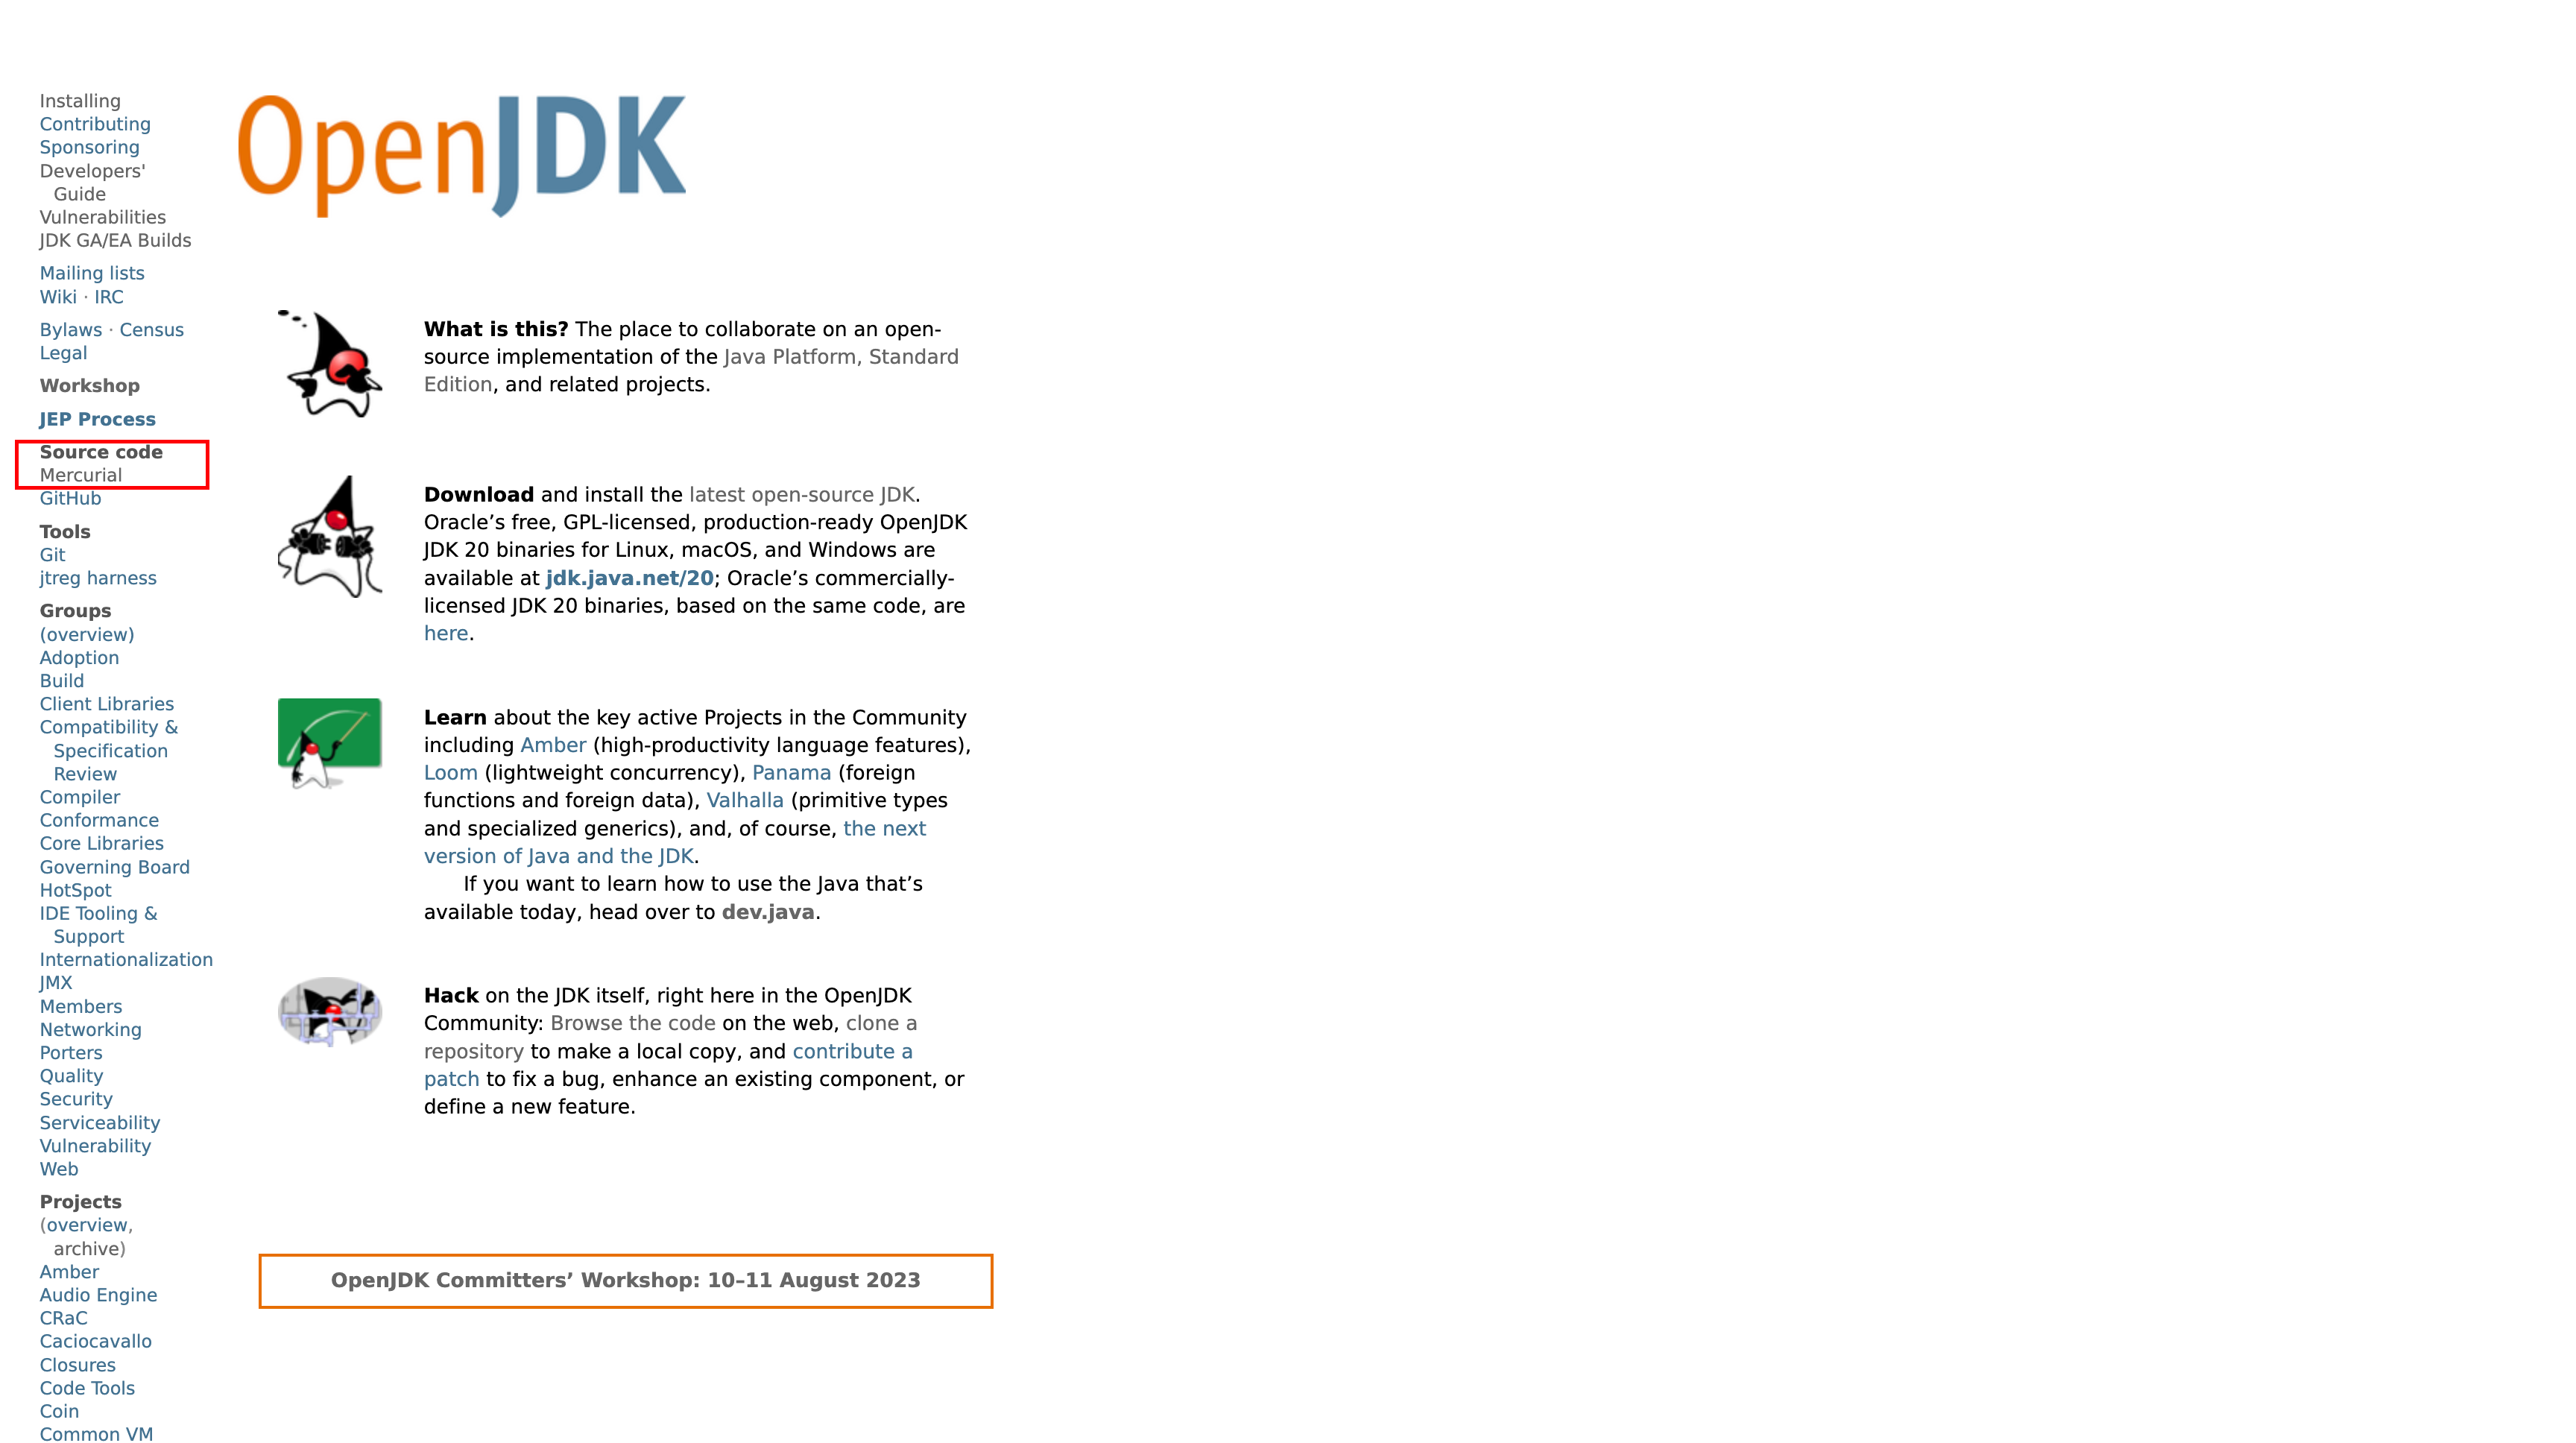 Installing
Contributing
Sponsoring
Developers'
Guide
Vulnerabilities
JDK GA/EA Builds
Mailing lists
Wiki · IRC
Bylaws · Census
Legal
Workshop
JEP Process
Source code
Mercurial
GitHub
Tools
Git
jtreg harness
Groups
(overview)
Adoption
Build
Client Libraries
Compatibility &
Specification
Review
Compiler
Conformance
Core Libraries
Governing Board
HotSpot
IDE Tooling &
Support
Internationalization
JMX
Members
Networking
Porters
Quality
Security
Serviceability
Vulnerability
Web
Projects
(overview,
archive)
Amber
Audio Engine
CRaC
Caciocavallo
Closures
Code Tools
Coin
Common VM
OpenJDK
What is this? The place to collaborate on an open-
source implementation of the Java Platform, Standard
Edition, and related projects.
Download and install the latest open-source JDK.
Oracle’s free, GPL-licensed, production-ready OpenJDK
JDK 20 binaries for Linux, macOS, and Windows are
available at jdk.java.net/20; Oracle’s commercially-
licensed JDK 20 binaries, based on the same code, are
here.
Learn about the key active Projects in the Community
including Amber (high-productivity language features),
Loom (lightweight concurrency), Panama (foreign
functions and foreign data), Valhalla (primitive types
and specialized generics), and, of course, the next
version of Java and the JDK.
If you want to learn how to use the Java that’s
available today, head over to dev.java.
Hack on the JDK itself, right here in the OpenJDK
Community: Browse the code on the web, clone a
repository to make a local copy, and contribute a
patch to fix a bug, enhance an existing component, or
define a new feature.
OpenJDK Committers’ Workshop: 10–11 August 2023